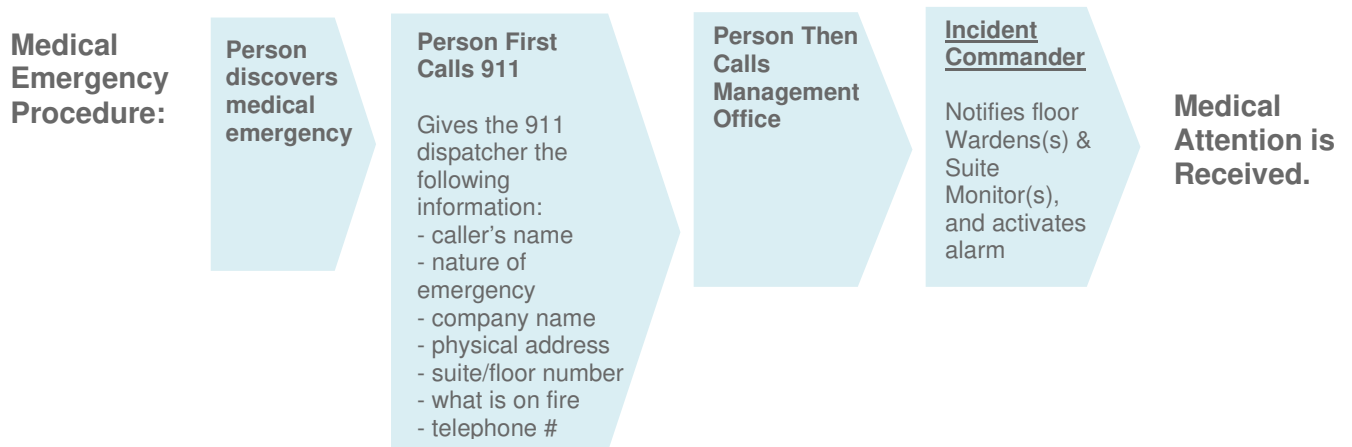 Medical
Emergency
Procedure:
Person
discovers
medical
emergency
Person First
Calls 911
Gives the 911
dispatcher the
following
information:
- caller's name
- nature of
emergency
- company name
- physical address
- suite/floor number
- what is on fire
- telephone #
Person Then
Calls
Management
Office
Incident
Commander
Notifies floor
Wardens(s) &
Suite
Monitor(s),
and activates
alarm
Medical
Attention is
Received.